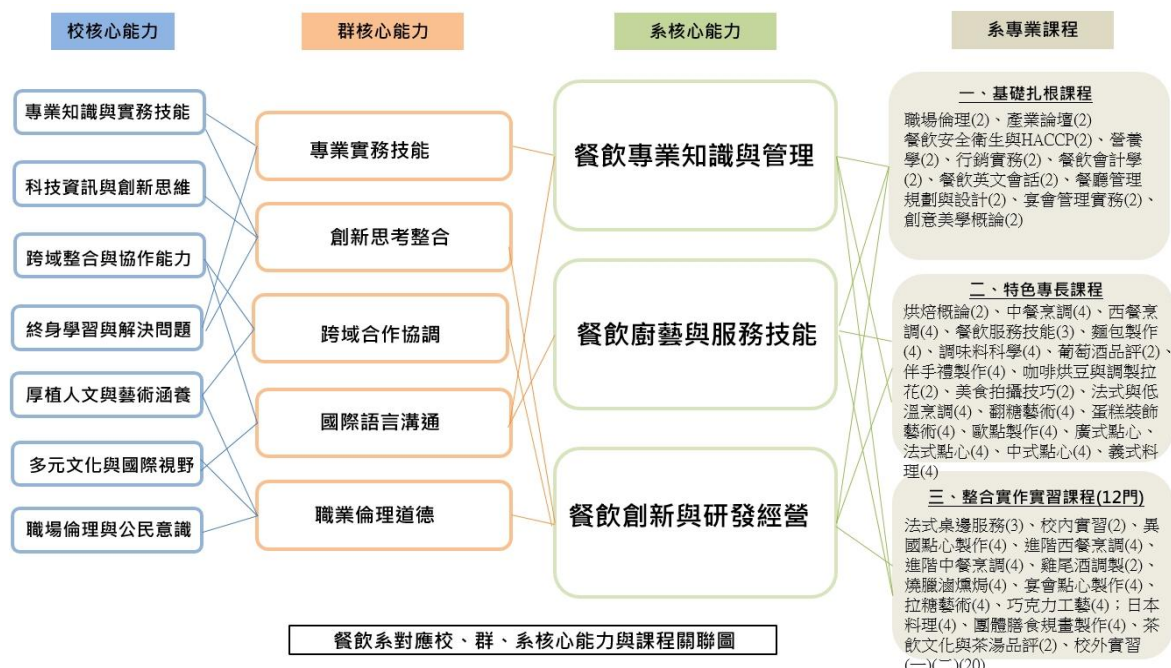 校核心能力
群核心能力
系核心能力
系專業課程
專業知識與實務技能
科技資訊與創新思維
跨域整合與協作能力
終身學習與解決問題
厚植人文與藝術涵養
多元文化與國際視野
職場倫理與公民意識
專業實務技能
創新思考整合
跨域合作協調
國際語言溝通
職業倫理道德
餐飲專業知識與管理
餐飲廚藝與服務技能
餐飲創新與研發經營
一、基礎扎根課程
職場倫理(2)、產業論壇(2)
餐飲安全衛生與HACCP(2)、營養
學(2)、行銷實務(2)、餐飲會計學
(2)、餐飲英文會話(2)、餐廳管理
規劃與設計(2)、宴會管理實務(2)、
創意美學概論(2)
二、特色專長課程
烘焙概論(2)、中餐烹調(4)、西餐烹
調(4)、餐飲服務技能(3)、麵包製作
(4)、調味料科學(4)、葡萄酒品評(2)、
伴手禮製作(4)、咖啡烘豆與調製拉
花(2)、美食拍攝技巧(2)、法式與低
溫烹調(4)、翻糖藝術(4)、蛋糕裝飾
藝術(4)、歐點製作(4)、廣式點心、
法式點心(4)、中式點心(4)、義式料
理(4)
三、整合實作實習課程(12門)
法式桌邊服務(3)、校內實習(2)、異
國點心製作(4)、進階西餐烹調(4)、
進階中餐烹調(4)、雞尾酒調製(2)、
燒臘滷燻焗(4)、宴會點心製作(4)、
拉糖藝術(4)、巧克力工藝(4)；日本
料理(4)、團體膳食規畫製作(4)、茶
飲文化與茶湯品評(2)、校外實習
(一)(二)(20)
餐飲系對應校、群、系核心能力與課程關聯圖